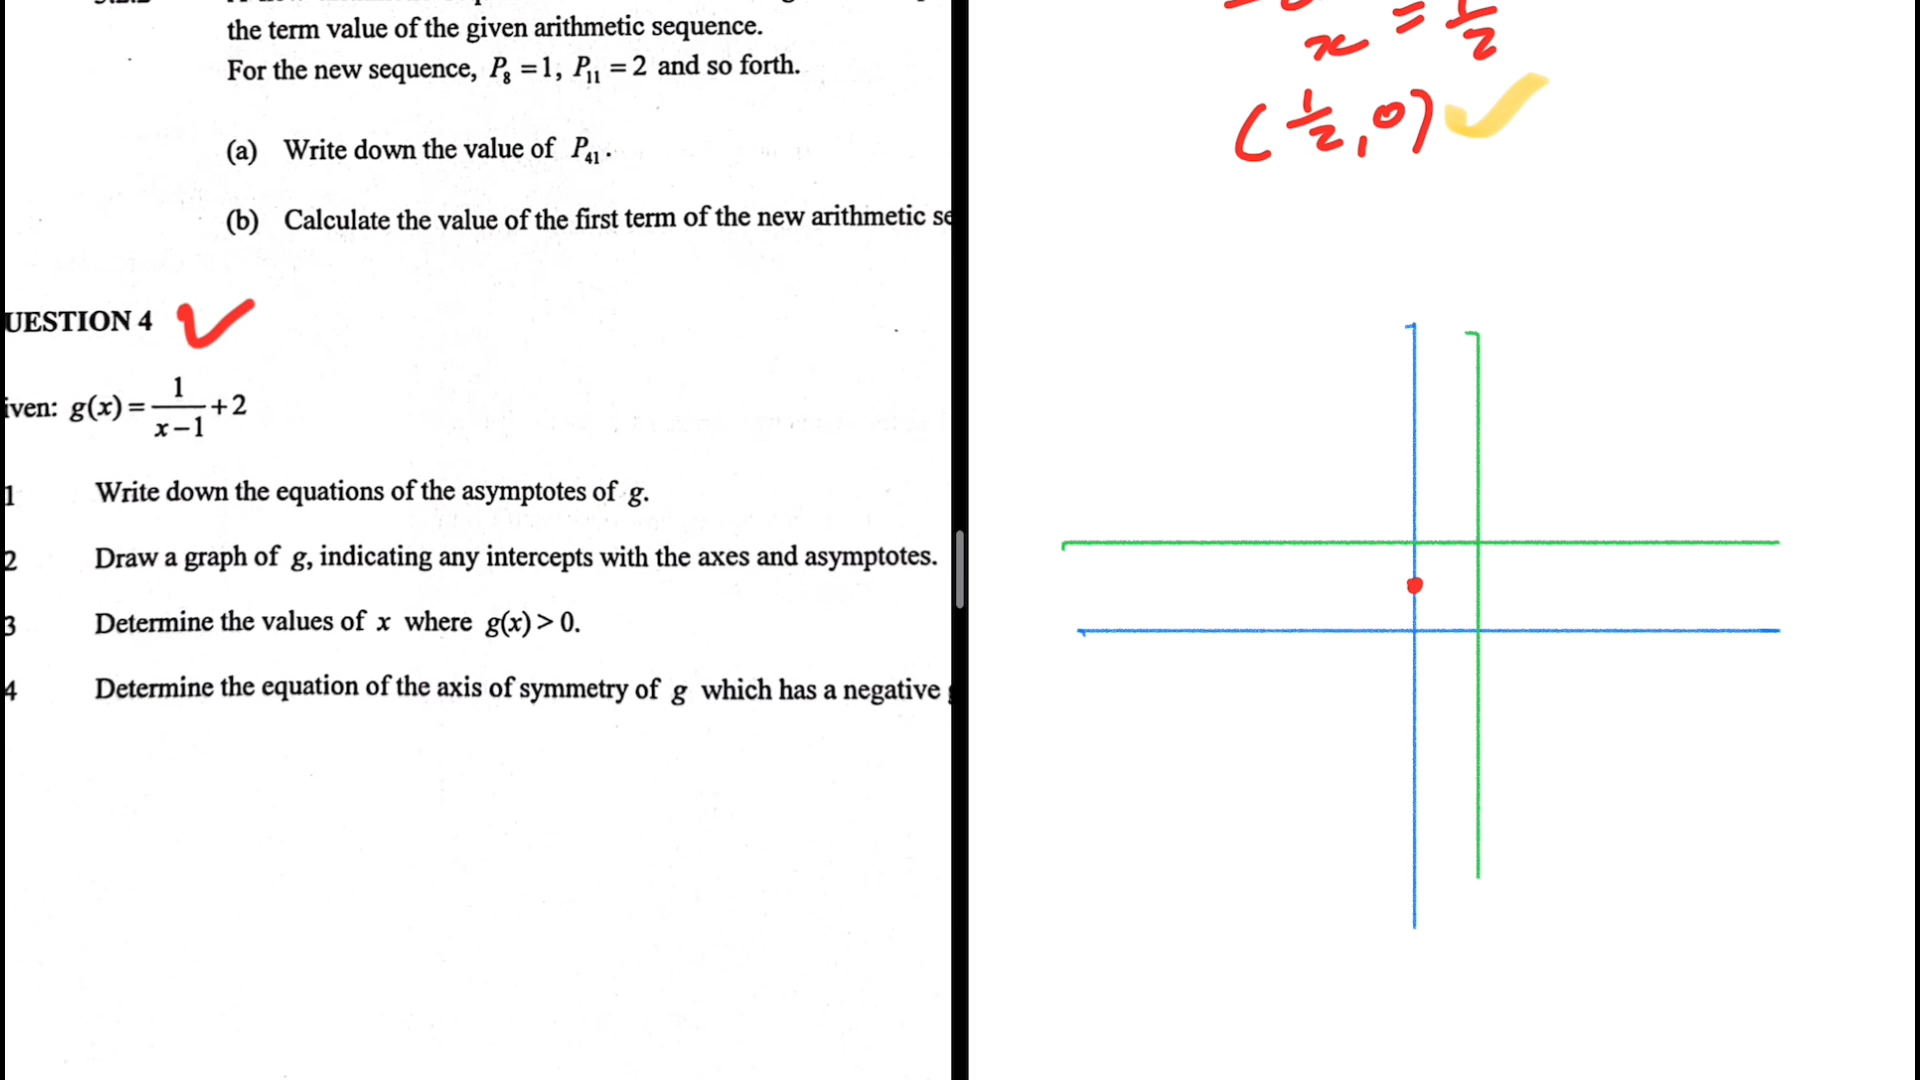 the term value of the given arithmetic sequence.
For the new sequence, P₈ = 1, P₁₁ = 2 and so forth.
(a) Write down the value of P₄₁.
(b) Calculate the value of the first term of the new arithmetic se
UESTION 4
iven: g(x) = 1/(x−1) + 2
1 Write down the equations of the asymptotes of g.
2 Draw a graph of g, indicating any intercepts with the axes and asymptotes.
3 Determine the values of x where g(x) > 0.
4 Determine the equation of the axis of symmetry of g which has a negative
x = 1/2
(1/2, 0)